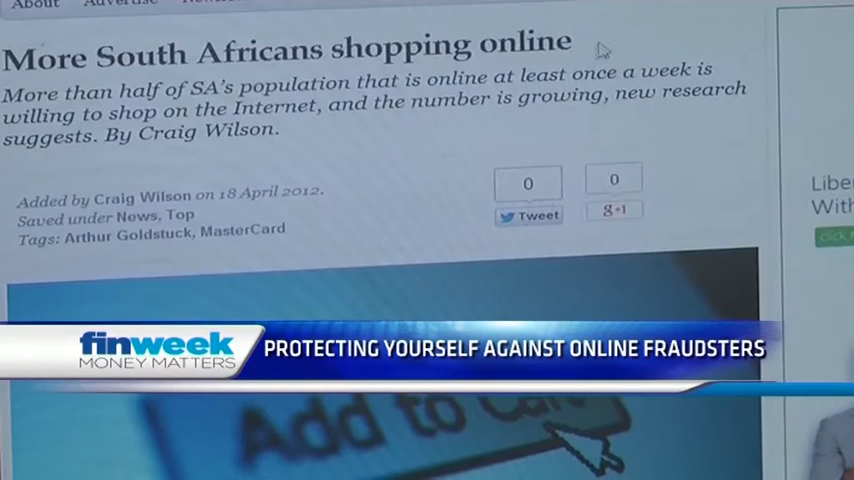 About Advertise
More South Africans shopping online
More than half of SA's population that is online at least once a week is
willing to shop on the Internet, and the number is growing, new research
suggests. By Craig Wilson.
Added by Craig Wilson on 18 April 2012.
Saved under News, Top
Tags: Arthur Goldstuck, MasterCard
0
0
Tweet
g+1
Liber
With
click
finweek
MONEY MATTERS
PROTECTING YOURSELF AGAINST ONLINE FRAUDSTERS
Add to Cart